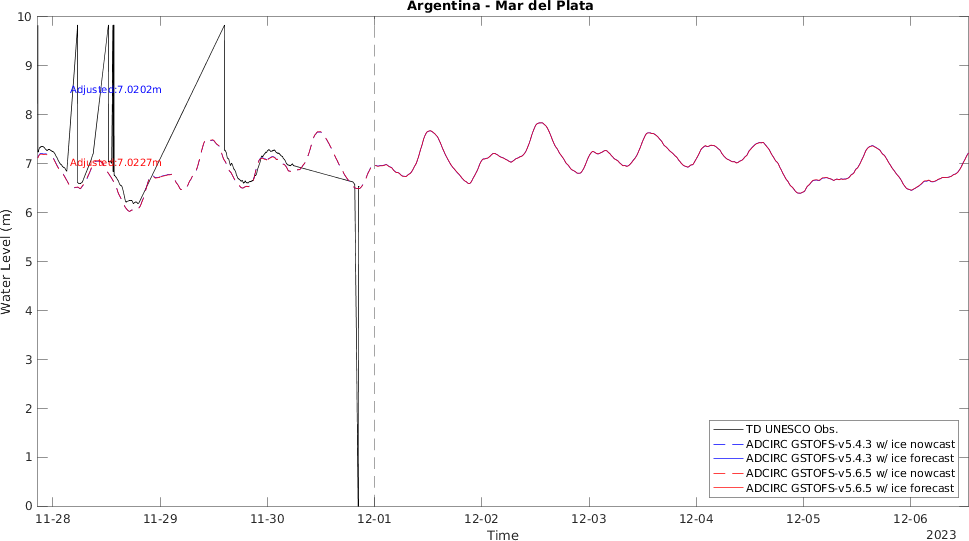 Argentina - Mar del Plata
Water Level (m)
10
9
8
7
6
5
4
3
2
1
0
Adjusted:7.0202m
Adjusted:7.0227m
TD UNESCO Obs.
ADCIRC GSTOFS-v5.4.3 w/ ice nowcast
ADCIRC GSTOFS-v5.4.3 w/ ice forecast
ADCIRC GSTOFS-v5.6.5 w/ ice nowcast
ADCIRC GSTOFS-v5.6.5 w/ ice forecast
11-28
11-29
11-30
12-01
12-02
12-03
12-04
12-05
12-06
Time
2023